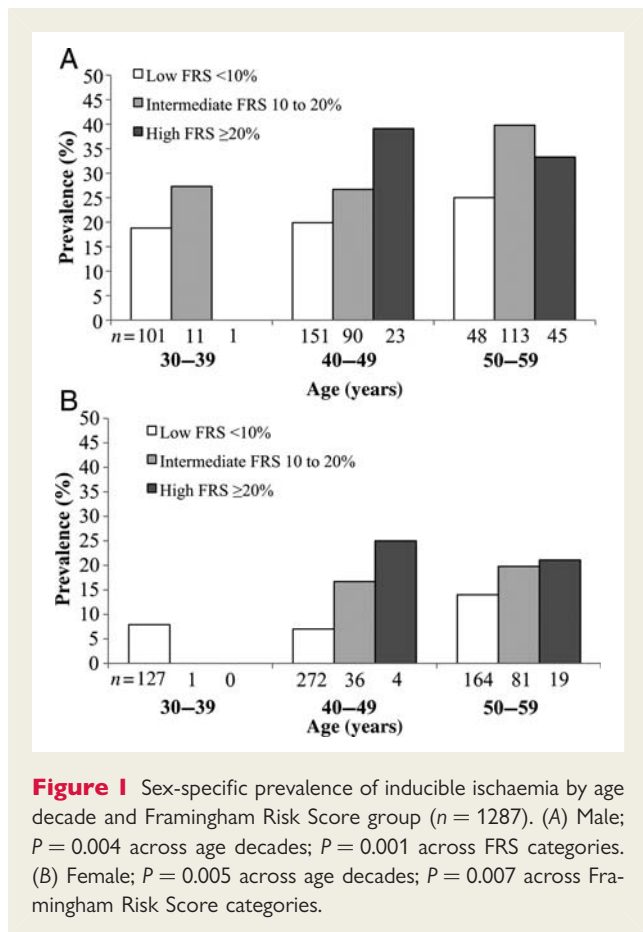 A
50
45
40
35
30
25
20
15
10
5
0
Prevalence (%)
Low FRS <10%
Intermediate FRS 10 to 20%
High FRS ≥20%
n=101 11 1 151 90 23 48 113 45
30–39 40–49 50–59
Age (years)
B
50
45
40
35
30
25
20
15
10
5
0
Prevalence (%)
Low FRS <10%
Intermediate FRS 10 to 20%
High FRS ≥20%
n=127 1 0 272 36 4 164 81 19
30–39 40–49 50–59
Age (years)
Figure 1 Sex-specific prevalence of inducible ischaemia by age
decade and Framingham Risk Score group (n = 1287). (A) Male;
P = 0.004 across age decades; P = 0.001 across FRS categories.
(B) Female; P = 0.005 across age decades; P = 0.007 across Fra-
mingham Risk Score categories.